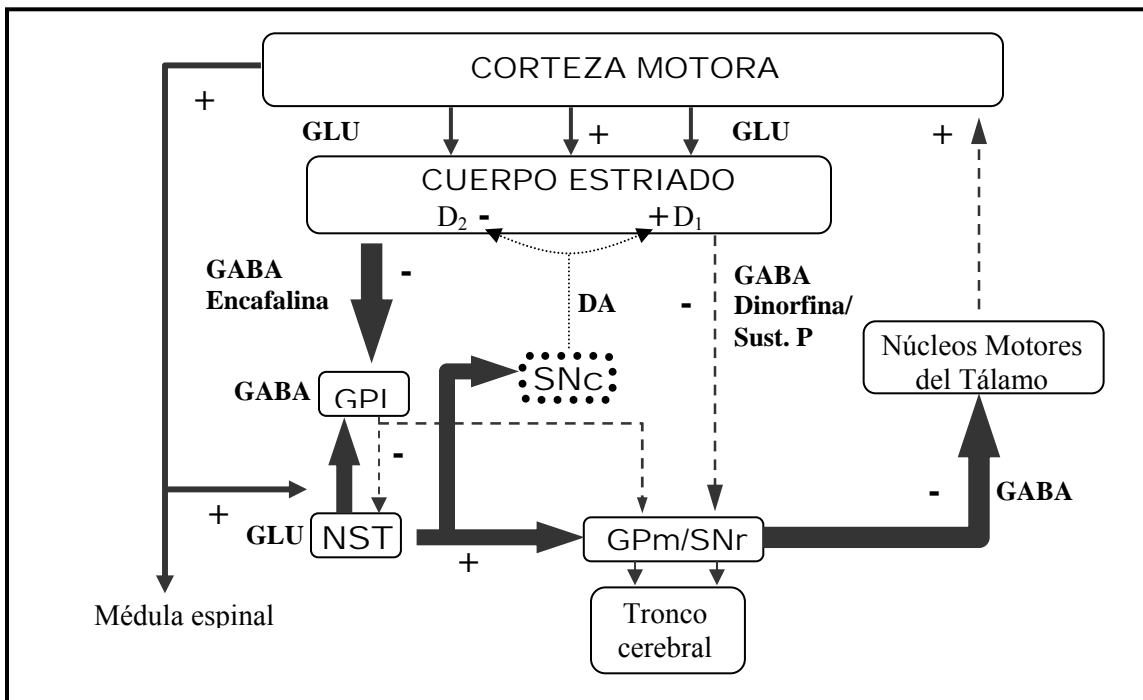 CORTEZA MOTORA
+
GLU
+
GLU
+
CUERPO ESTRIADO
D₂ -
+ D₁
GABA
Encafalina
-
DA
-
GABA
Dinorfina/
Sust. P
Núcleos Motores
del Tálamo
GABA
GPl
SNc
-
-
GABA
+
GLU
NST
+
GPm/SNr
Médula espinal
Tronco
cerebral